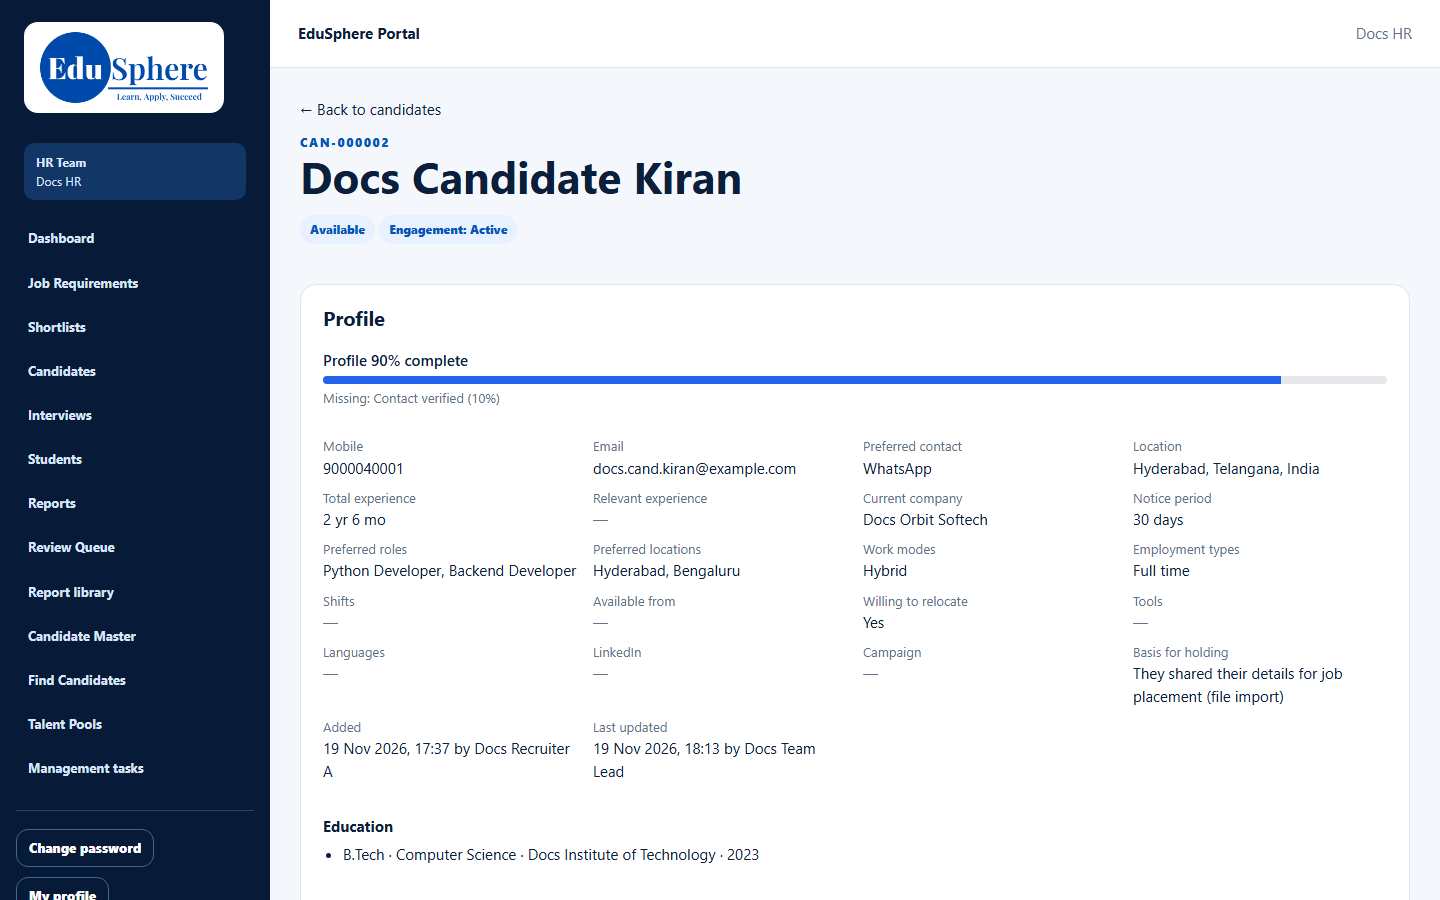 EduSphere
Learn. Apply. Succeed
HR Team
Docs HR
Dashboard
Job Requirements
Shortlists
Candidates
Interviews
Students
Reports
Review Queue
Report library
Candidate Master
Find Candidates
Talent Pools
Management tasks
Change password
My profile
EduSphere Portal
Docs HR
← Back to candidates
CAN-000002
Docs Candidate Kiran
Available
Engagement: Active
Profile
Profile 90% complete
Missing: Contact verified (10%)
Mobile
9000040001
Email
docs.cand.kiran@example.com
Preferred contact
WhatsApp
Location
Hyderabad, Telangana, India
Total experience
2 yr 6 mo
Relevant experience
—
Current company
Docs Orbit Softech
Notice period
30 days
Preferred roles
Python Developer, Backend Developer
Preferred locations
Hyderabad, Bengaluru
Work modes
Hybrid
Employment types
Full time
Shifts
—
Available from
—
Willing to relocate
Yes
Tools
—
Languages
—
LinkedIn
—
Campaign
—
Basis for holding
They shared their details for job
placement (file import)
Added
19 Nov 2026, 17:37 by Docs Recruiter
A
Last updated
19 Nov 2026, 18:13 by Docs Team
Lead
Education
• B.Tech · Computer Science · Docs Institute of Technology · 2023